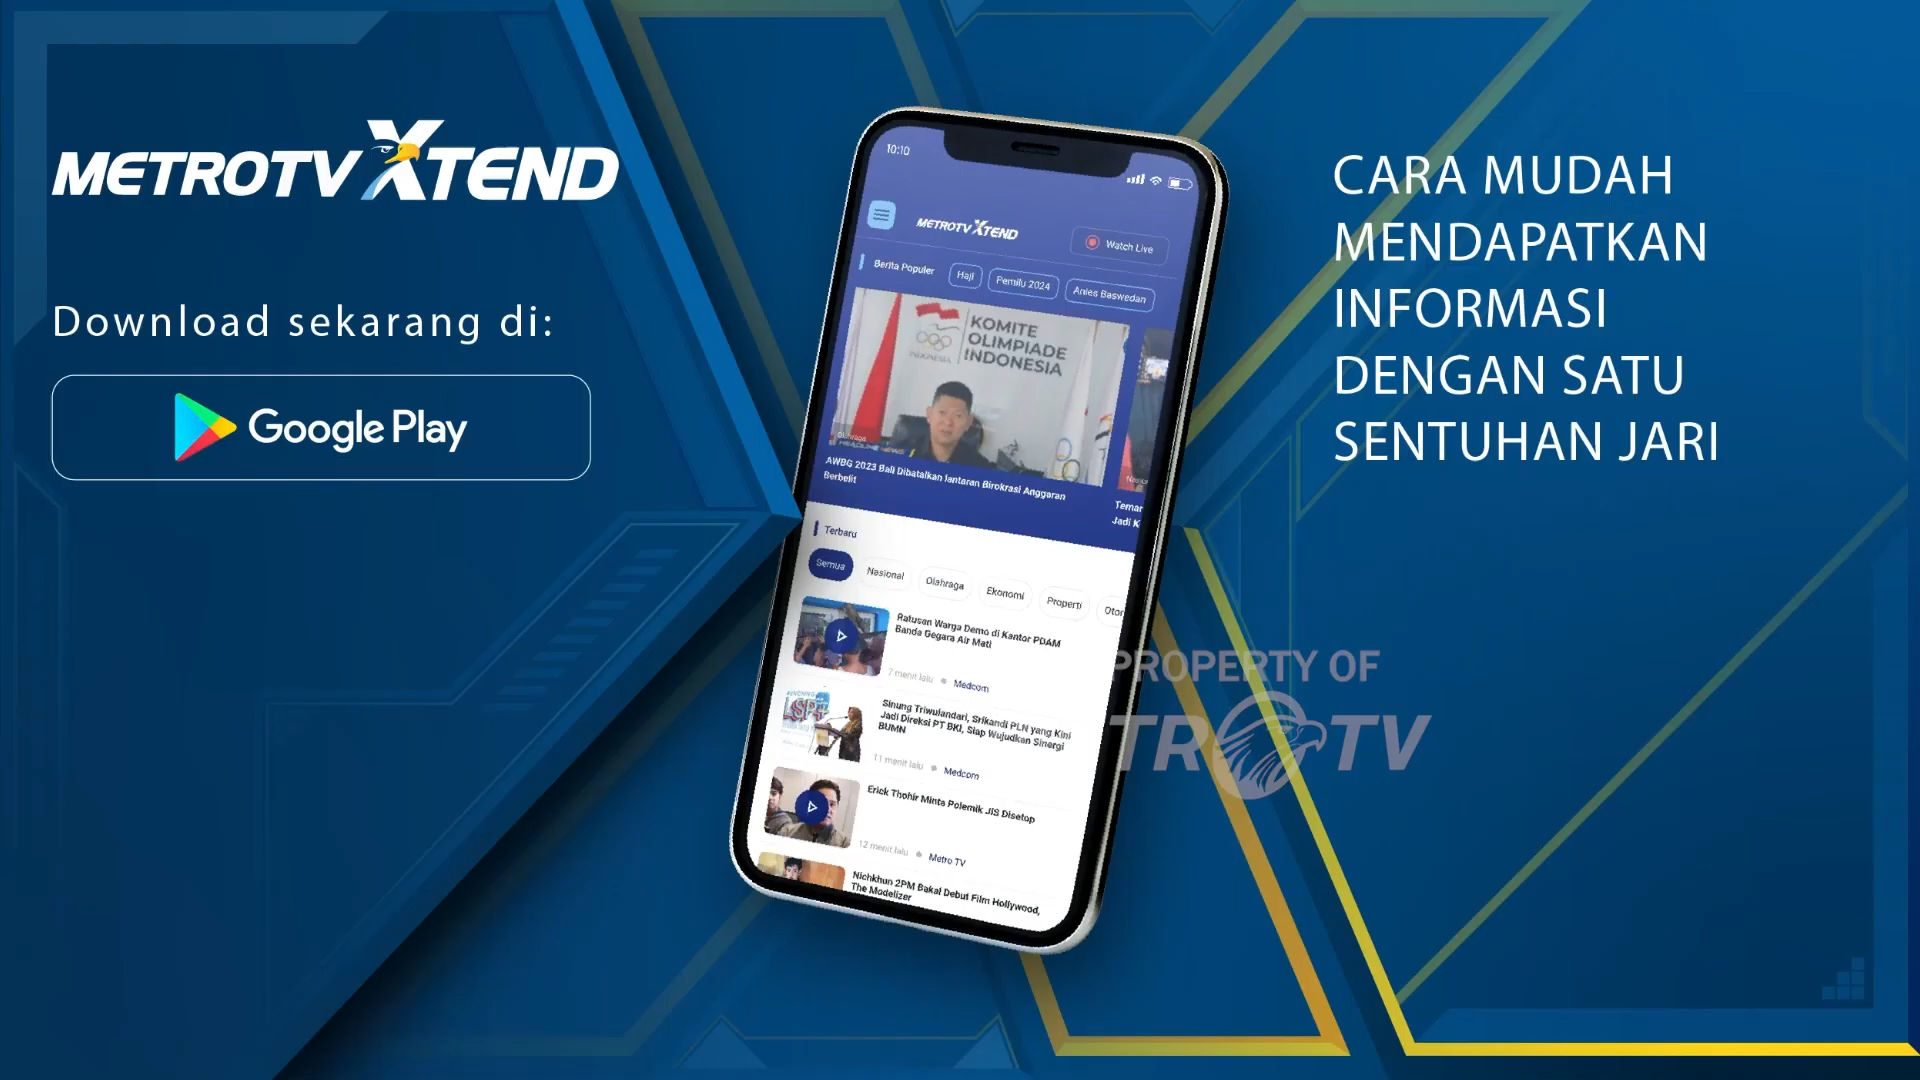 METROTV XTEND
Download sekarang di:
Google Play
10:10
METROTV XTEND
Watch Live
Berita Populer
Haji
Pemilu 2024
Anies Baswedan
KOMITE
OLIMPIADE
INDONESIA
INDONESIA
Olahraga
AWBG 2023 Bali Dibatalkan lantaran Birokrasi Anggaran
Berbelit
Jadi K
Terbaru
Semua
Nasional
Olahraga
Ekonomi
Properti
Otor
Ratusan Warga Demo di Kantor PDAM
Banda Gegara Air Mati
7 menit lalu
Medcom
Sinung Triwulandari, Srikandi PLN yang Kini
Jadi Direksi PT BKI, Siap Wujudkan Sinergi
BUMN
11 menit lalu
Medcom
Erick Thohir Minta Polemik JIS Disetop
12 menit lalu
Metro TV
Nichkhun 2PM Bakal Debut Film Hollywood,
The Modelizer
CARA MUDAH
MENDAPATKAN
INFORMASI
DENGAN SATU
SENTUHAN JARI
PROPERTY OF
TROTV